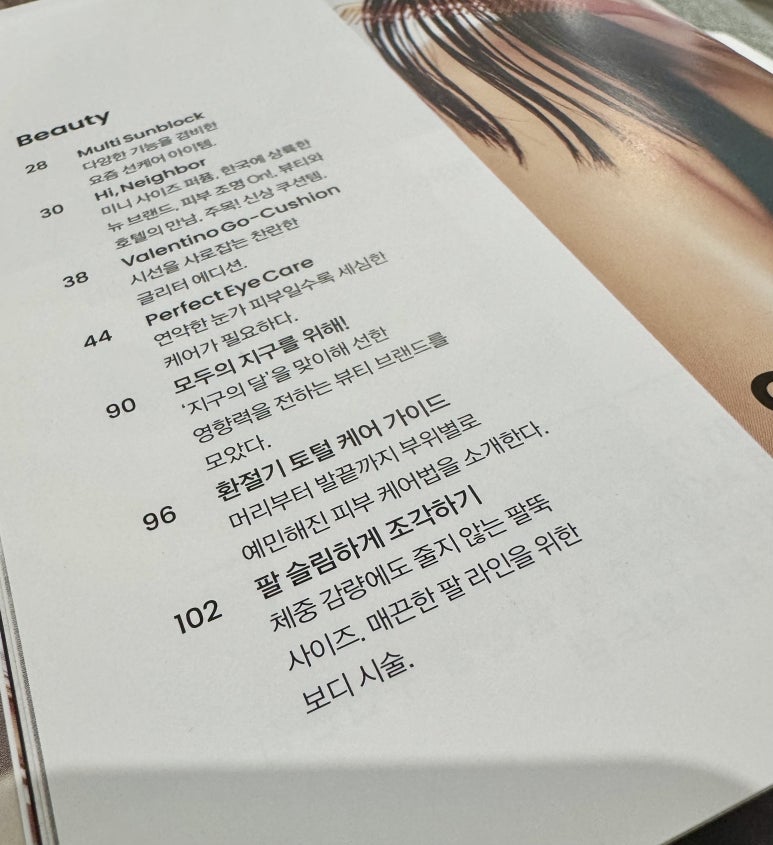 Beauty
28 Multi Sunblock
다양한 기능을 겸비한
요즘 선케어 아이템.
30 Hi, Neighbor
미니 사이즈 퍼퓸, 한국에 상륙한
뉴 브랜드, 피부 조명 On!, 뷰티와
호텔의 만남, 주목! 신상 쿠션템.
38 Valentino Go-Cushion
시선을 사로잡는 찬란한
글리터 에디션.
44 Perfect Eye Care
연약한 눈가 피부일수록 세심한
케어가 필요하다.
90 모두의 지구를 위해!
‘지구의 달’을 맞이해 선한
영향력을 전하는 뷰티 브랜드를
모았다.
96 환절기 토털 케어 가이드
머리부터 발끝까지 부위별로
예민해진 피부 케어법을 소개한다.
102 팔 슬림하게 조각하기
체중 감량에도 줄지 않는 팔뚝
사이즈. 매끈한 팔 라인을 위한
보디 시술.